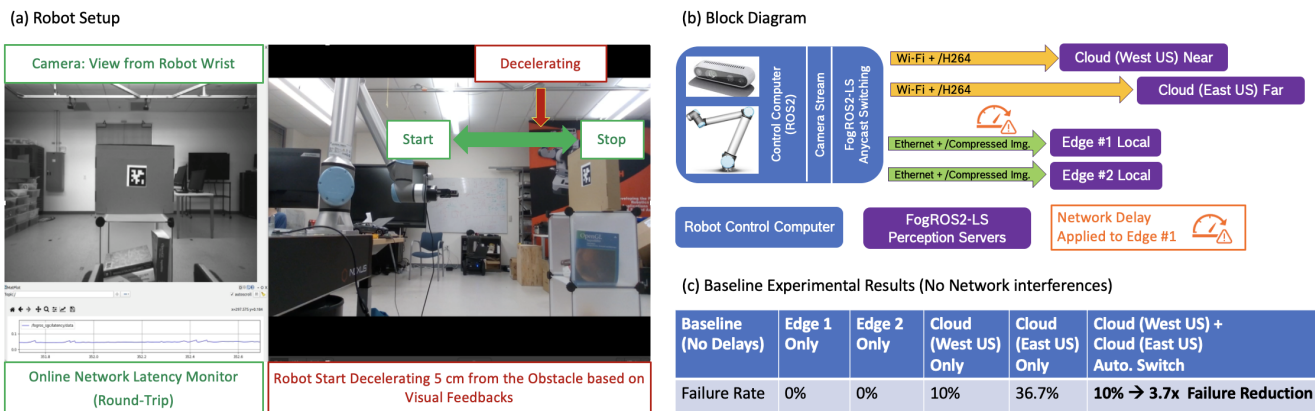 (a) Robot Setup
Camera: View from Robot Wrist
Decelerating
Start
Stop
Online Network Latency Monitor
(Round-Trip)
Robot Start Decelerating 5 cm from the Obstacle based on
Visual Feedbacks
(b) Block Diagram
Control Computer
(ROS2)
Camera Stream
FogROS2-LS
Anycast Switching
Wi-Fi + /H264
Cloud (West US) Near
Wi-Fi + /H264
Cloud (East US) Far
Ethernet + /Compressed Img.
Edge #1 Local
Ethernet + /Compressed Img.
Edge #2 Local
Robot Control Computer
FogROS2-LS
Perception Servers
Network Delay
Applied to Edge #1
(c) Baseline Experimental Results (No Network interferences)
Baseline
(No Delays)
Edge 1
Only
Edge 2
Only
Cloud
(West US)
Only
Cloud
(East US)
Only
Cloud (West US) +
Cloud (East US)
Auto. Switch
Failure Rate
0%
0%
10%
36.7%
10% → 3.7x Failure Reduction